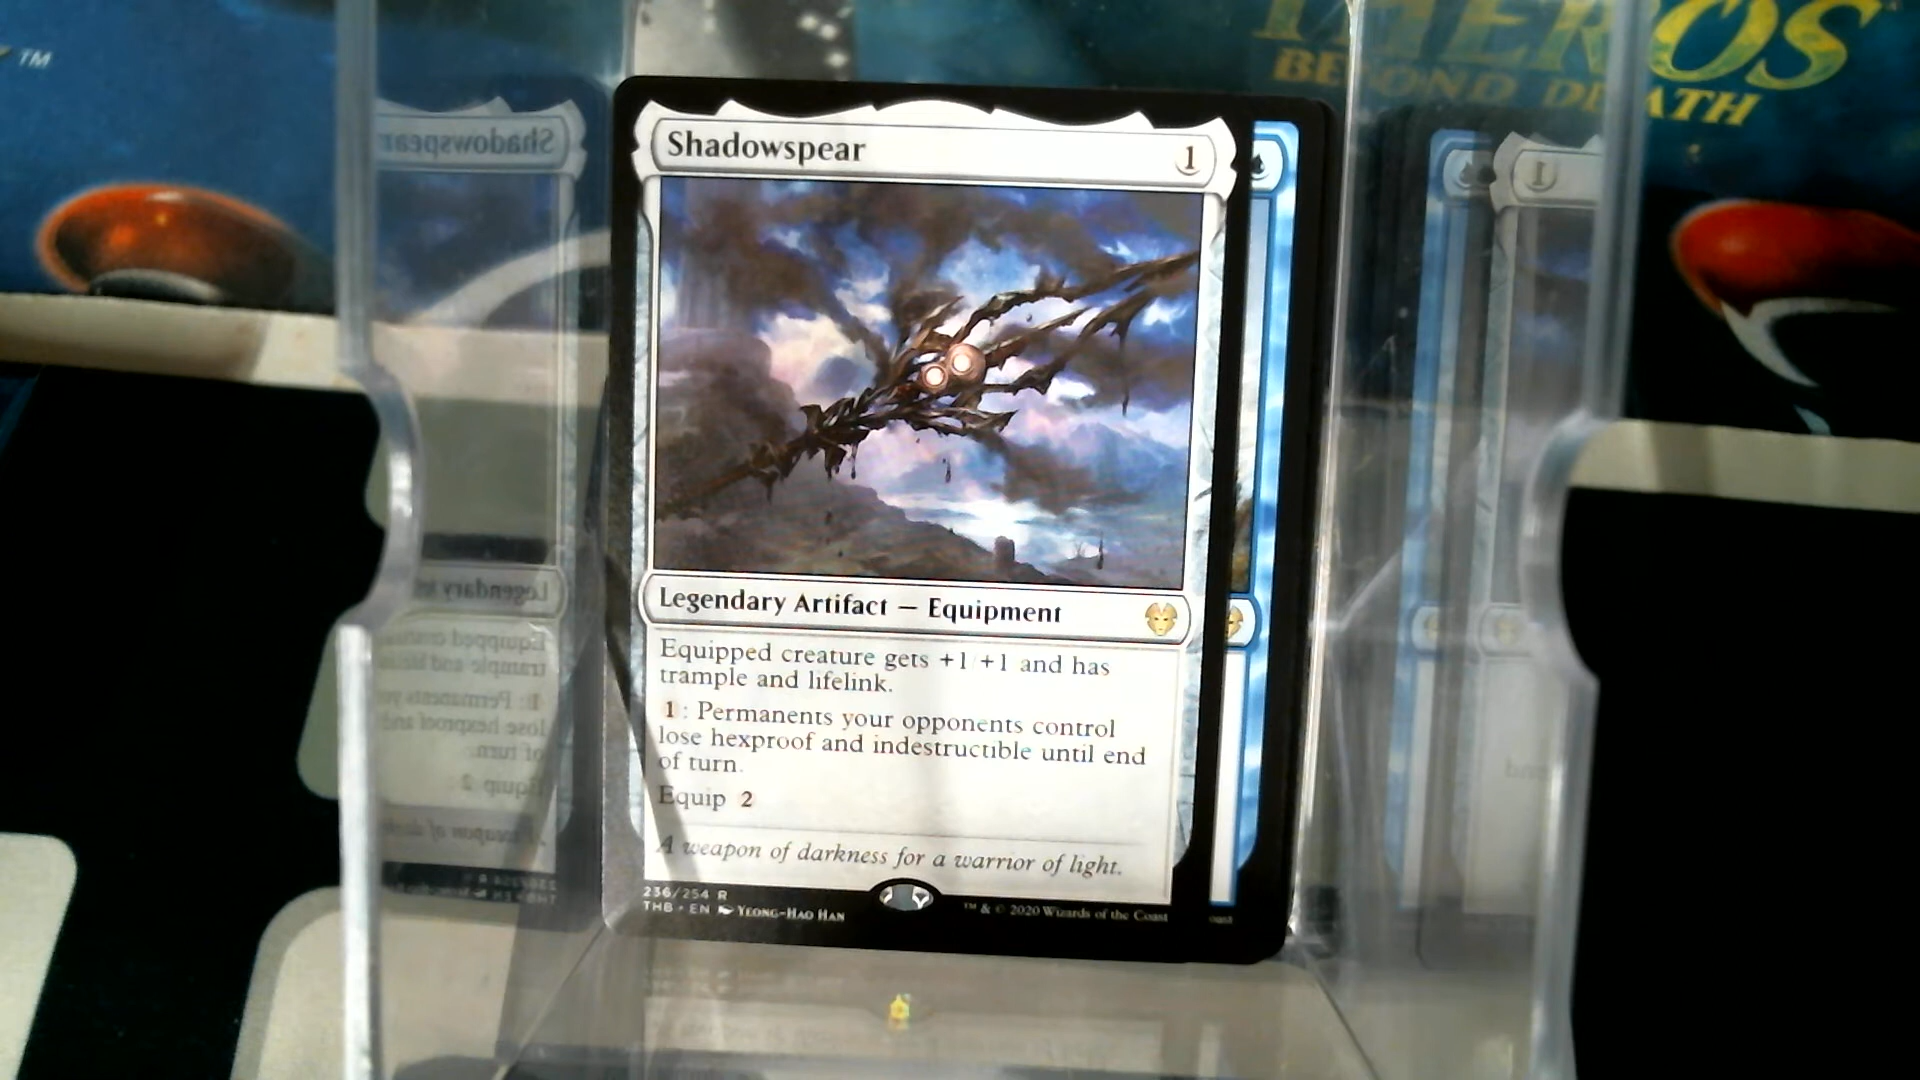 ™
THEROS
BEYOND DEATH
Shadowspear
1
Legendary Artifact — Equipment
Equipped creature gets +1/+1 and has
trample and lifelink.
1: Permanents your opponents control
lose hexproof and indestructible until end
of turn.
Equip 2
A weapon of darkness for a warrior of light.
236/254 R
THB • EN Yeong-Hao Han
™ & © 2020 Wizards of the Coast
oast